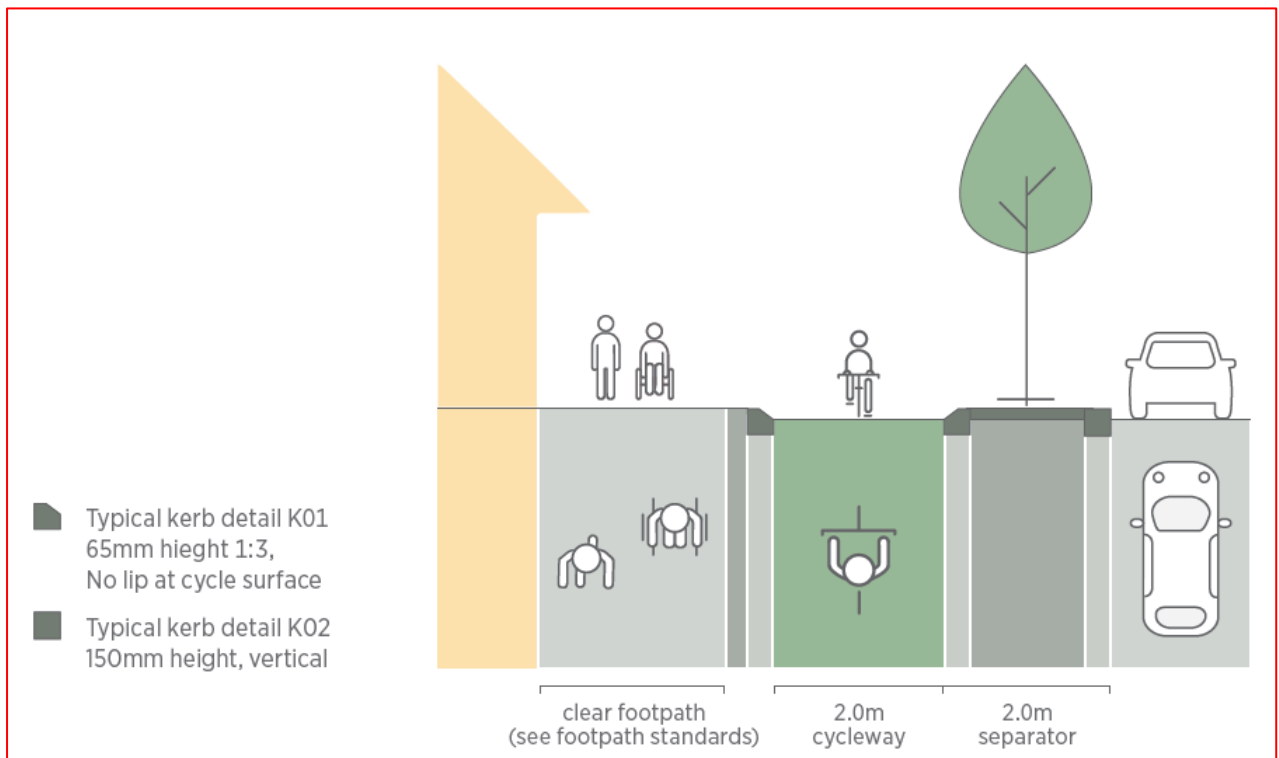 Typical kerb detail K01
65mm hieght 1:3,
No lip at cycle surface
Typical kerb detail K02
150mm height, vertical
clear footpath
(see footpath standards)
2.0m
cycleway
2.0m
separator